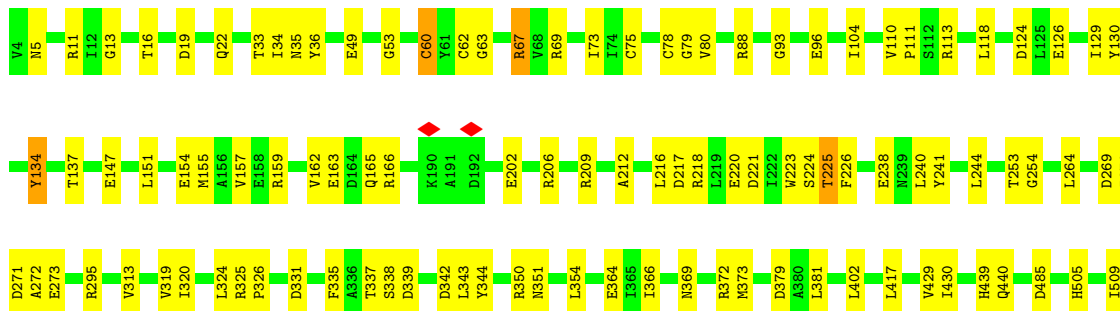 V4 N5 R11 I12 G13 T16 D19 Q22 T33 I34 N35 Y36 E49 G53 C60 Y61 C62 G63 R67 V68 R69 I73 I74 C75 C78 G79 V80 R88 G93 E96 I104 V110 P111 S112 R113 L118 D124 L125 E126 I129 Y130
Y134 T137 E147 L151 E154 M155 A156 V157 E158 R159 V162 E163 D164 Q165 R166 K190 A191 D192 E202 R206 R209 A212 L216 D217 R218 L219 E220 D221 I222 W223 S224 T225 F226 E238 N239 L240 Y241 L244 T253 G254 L264 D269
D271 A272 E273 R295 V313 V319 I320 L324 R325 P326 D331 F335 A336 T337 S338 D339 D342 L343 Y344 R350 N351 L354 E364 I365 I366 N369 R372 M373 D379 A380 L381 L402 L417 V429 I430 H439 Q440 D485 H505 I509